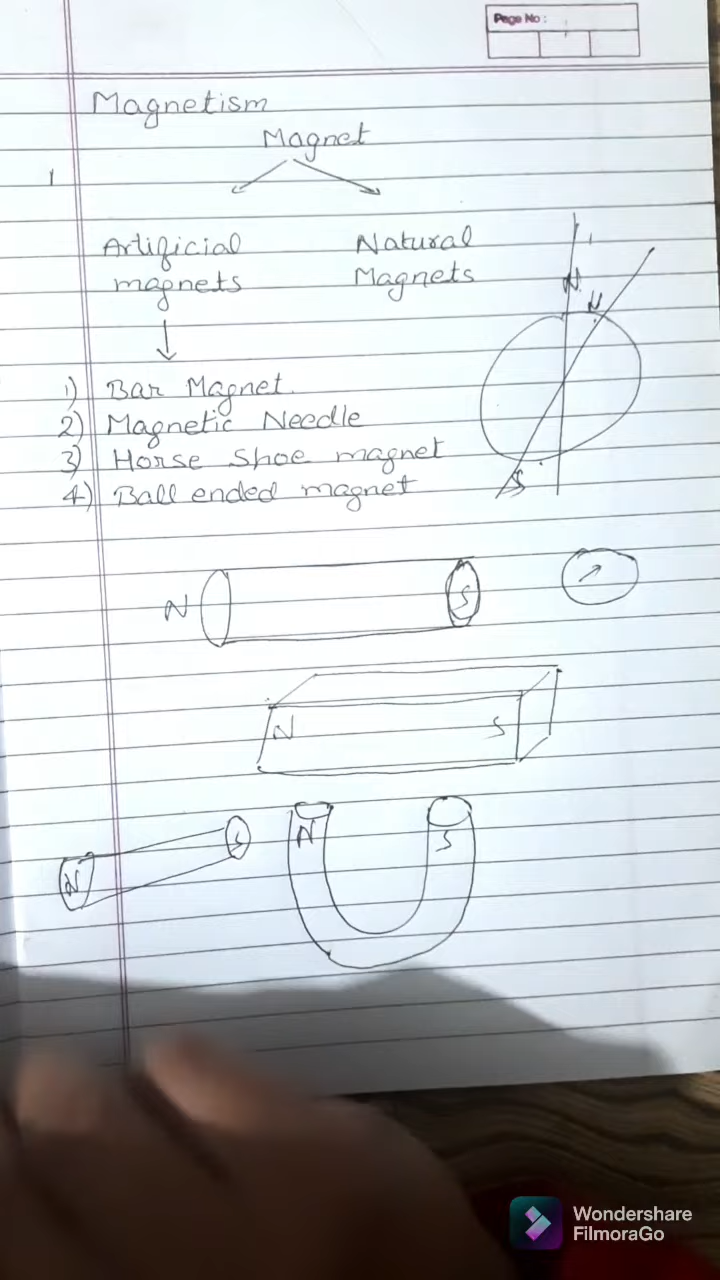 Page No :
Magnetism
Magnet
1
Artificial magnets
Natural Magnets
1) Bar Magnet.
2) Magnetic Needle
3) Horse Shoe magnet
4) Ball ended magnet
N
N
S
N S
N S
N S
N S
Wondershare
FilmoraGo